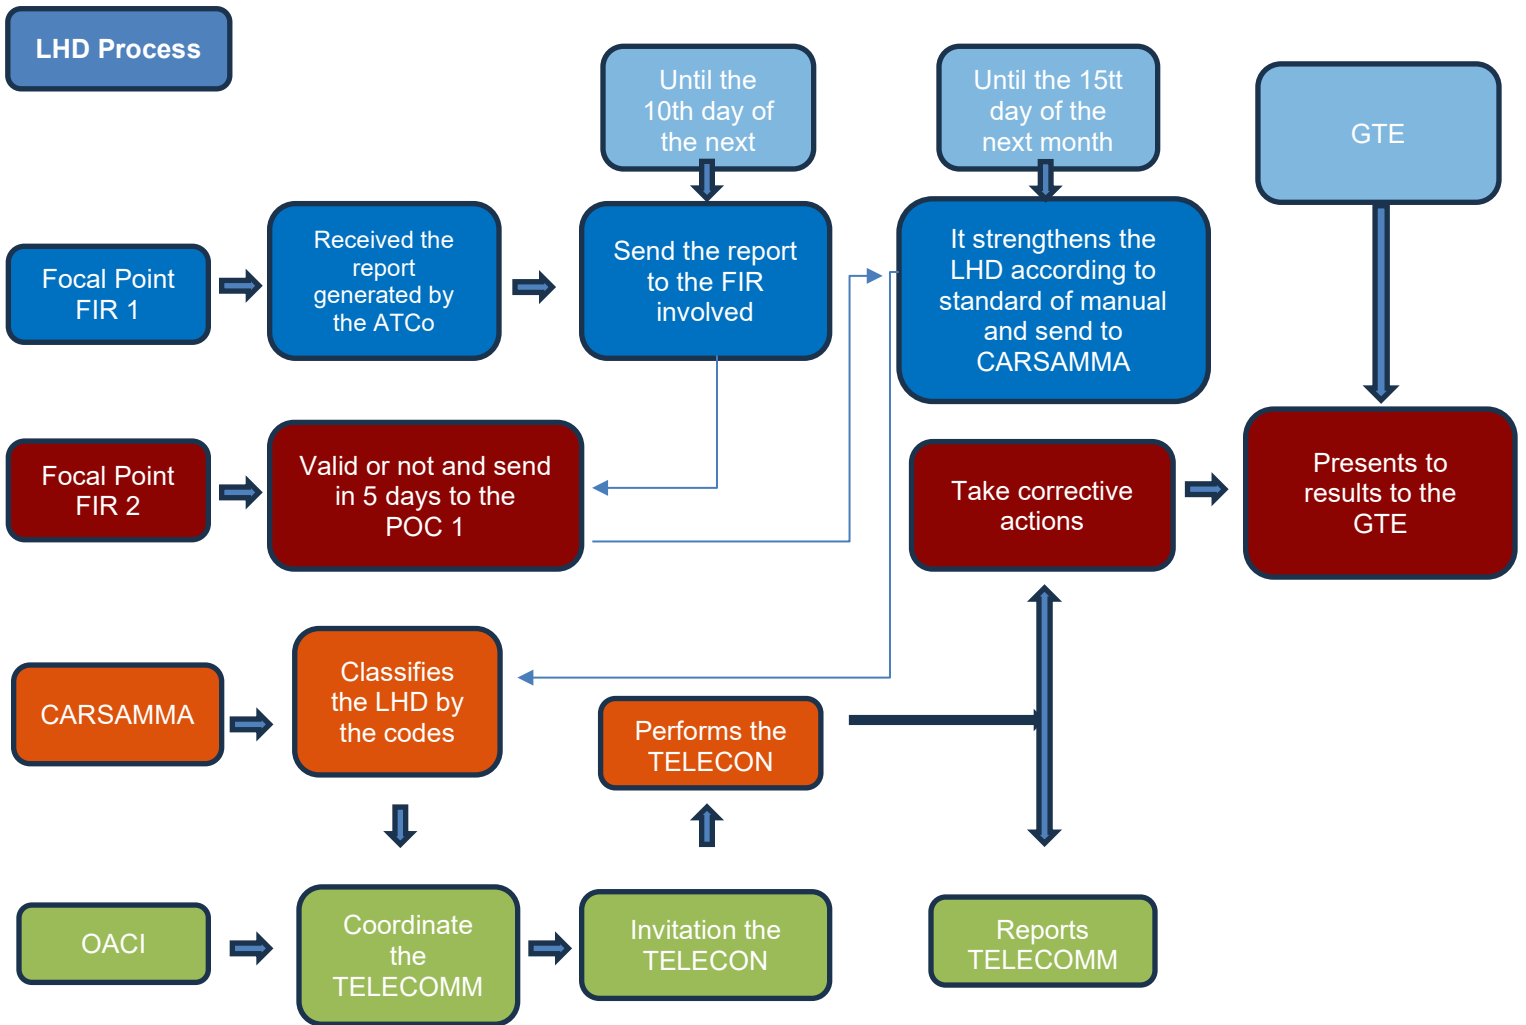 LHD Process
Until the
10th day of
the next
Until the 15tt
day of the
next month
GTE
Focal Point
FIR 1
Received the
report
generated by
the ATCo
Send the report
to the FIR
involved
It strengthens the
LHD according to
standard of manual
and send to
CARSAMMA
Focal Point
FIR 2
Valid or not and send
in 5 days to the
POC 1
Take corrective
actions
Presents to
results to the
GTE
CARSAMMA
Classifies
the LHD by
the codes
Performs the
TELECON
OACI
Coordinate
the
TELECOMM
Invitation the
TELECON
Reports
TELECOMM